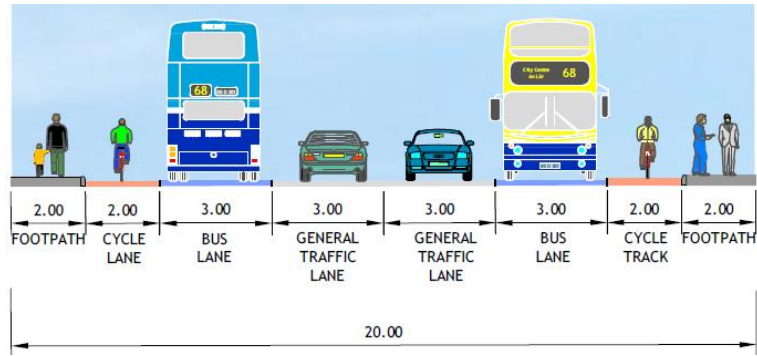 68
City Centre
An Lár 68
2.00 2.00 3.00 3.00 3.00 3.00 2.00 2.00
FOOTPATH CYCLE LANE BUS LANE GENERAL TRAFFIC LANE GENERAL TRAFFIC LANE BUS LANE CYCLE TRACK FOOTPATH
20.00